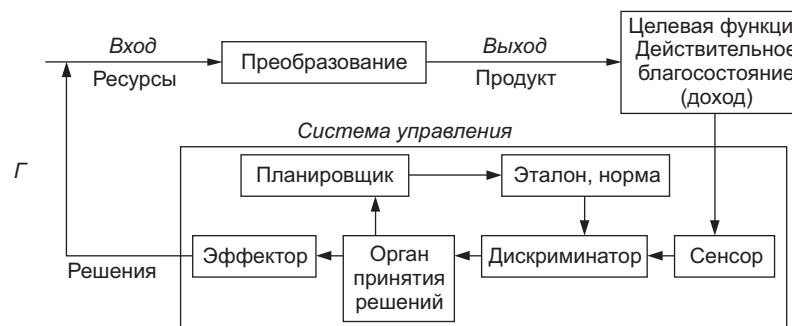 Вход
Ресурсы
Преобразование
Выход
Продукт
Целевая функци
Действительное
благосостояние
(доход)
Система управления
Г
Планировщик
Эталон, норма
Решения
Эффектор
Орган
принятия
решений
Дискриминатор
Сенсор